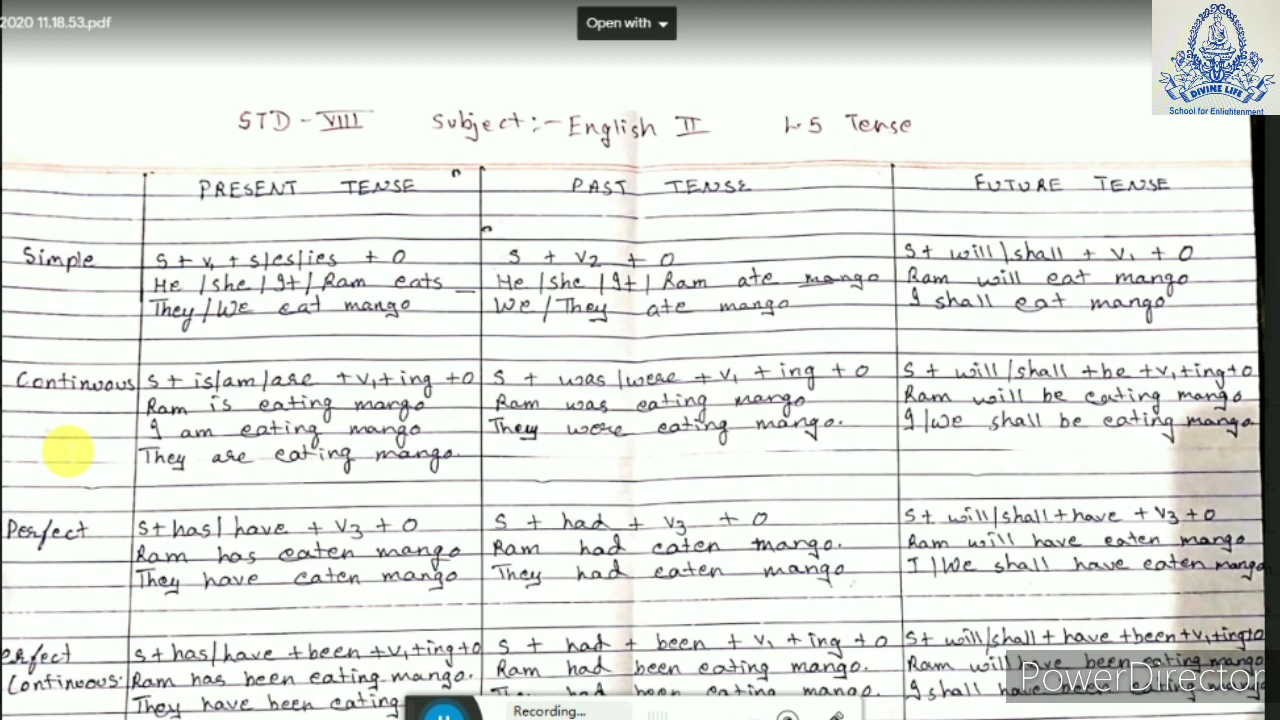 2020 11.18.53.pdf
Open with
DIVINE LIFE
School for Enlightenment
STD - VIII Subject :- English II L-5 Tense
PRESENT TENSE PAST TENSE FUTURE TENSE
Simple S + V1 + s/es/ies + O S + V2 + O S + will/shall + V1 + O
He/she/It/Ram eats He/she/It/Ram ate mango Ram will eat mango
They/We eat mango We/They ate mango I shall eat mango
Continuous S + is/am/are + V1 + ing + O S + was/were + V1 + ing + O S + will/shall + be + V1 + ing + O
Ram is eating mango Ram was eating mango Ram will be eating mango
I am eating mango They were eating mango. I/we shall be eating mango
They are eating mango.
Perfect S + has/have + V3 + O S + had + V3 + O S + will/shall + have + V3 + O
Ram has eaten mango Ram had eaten mango. Ram will have eaten mango
They have eaten mango They had eaten mango I/We shall have eaten mango
erfect S + has/have + been + V1 + ing + O S + had + been + V1 + ing + O S + will/shall + have + been + V1 + ing + O
Continuous. Ram has been eating mango. Ram had been eating mango. Ram will have been eating mango
They have been eating had been eating mango. I shall have been eating mango
PowerDirector
Recording...